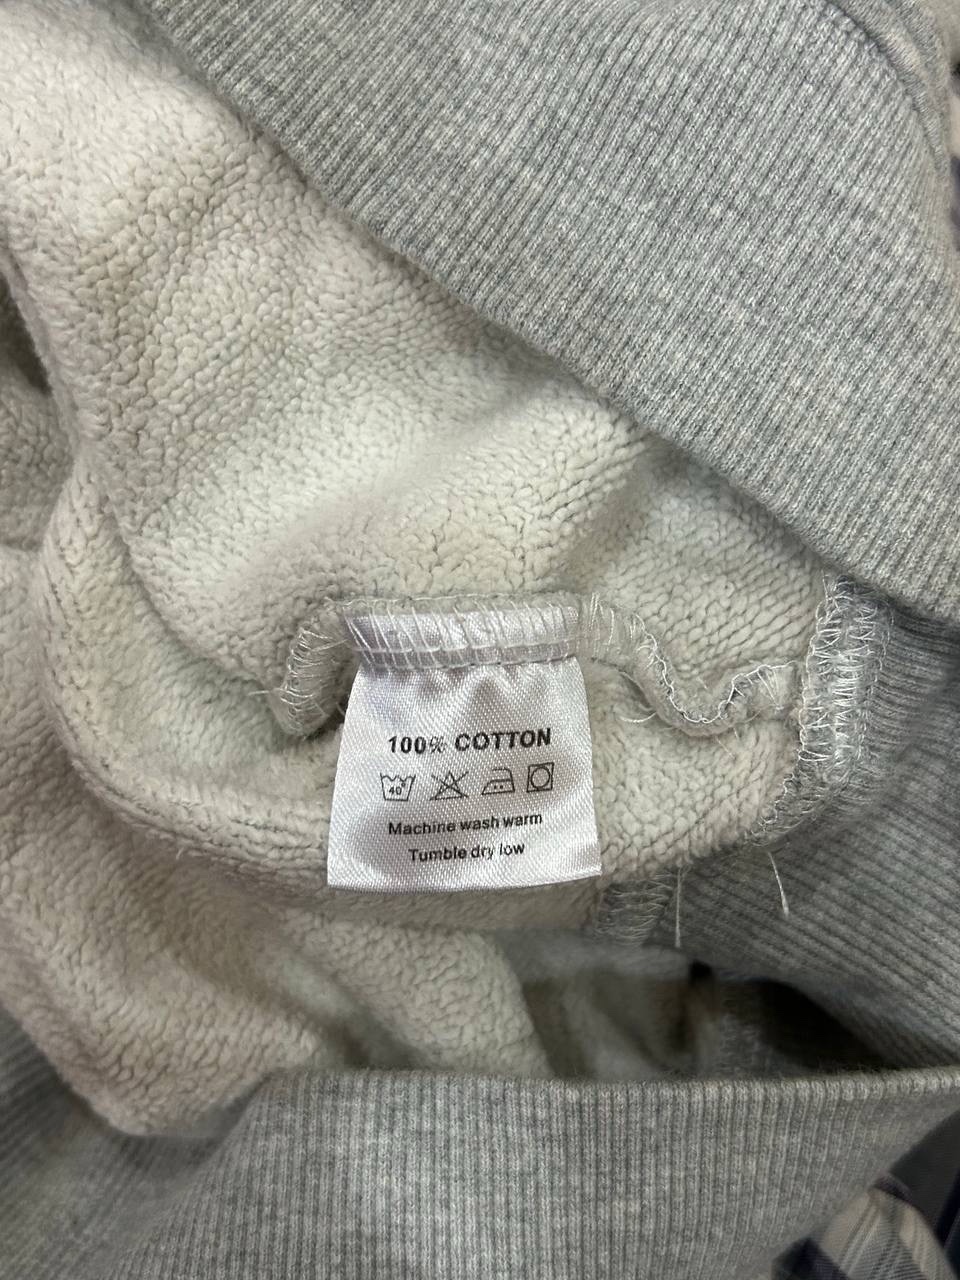 100% COTTON
40°
Machine wash warm
Tumble dry low